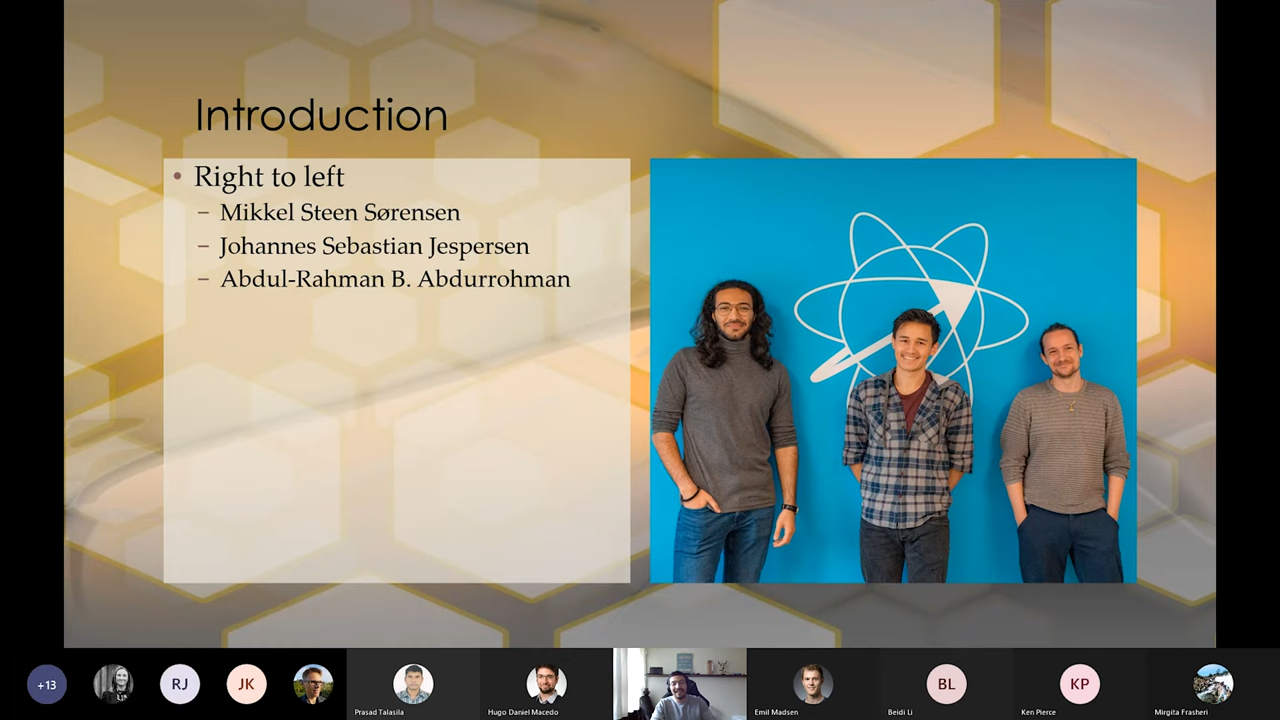 Introduction
• Right to left
– Mikkel Steen Sørensen
– Johannes Sebastian Jespersen
– Abdul-Rahman B. Abdurrohman
+13
RJ
JK
Prasad Talasila
Hugo Daniel Macedo
Emil Madsen
BL
Beidi Li
KP
Ken Pierce
Mirgita Frasheri